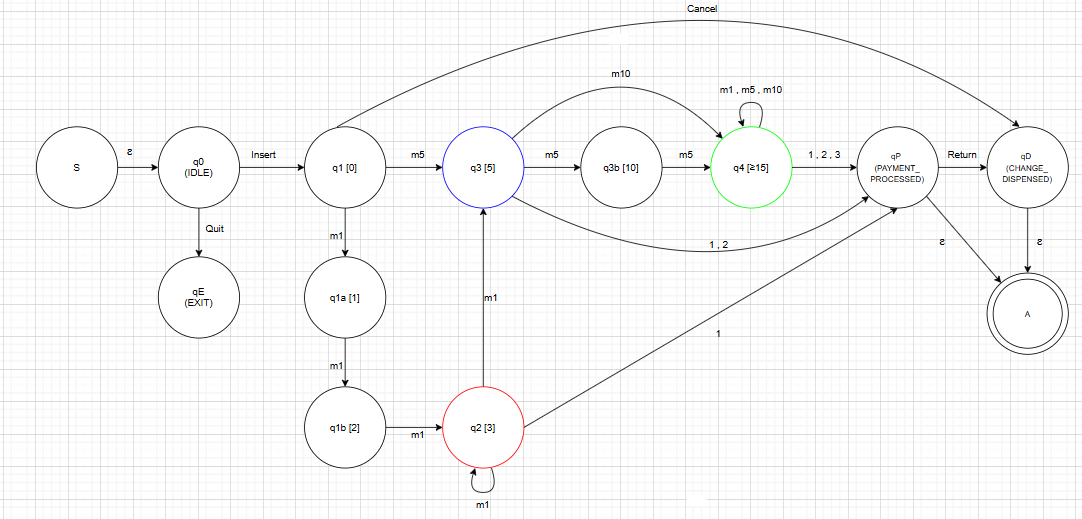 Cancel
m10
m1 , m5 , m10
S
ε
q0
(IDLE)
Insert
q1 [0]
m5
q3 [5]
m5
q3b [10]
m5
q4 [≥15]
1 , 2 , 3
qP
(PAYMENT_
PROCESSED)
Return
qD
(CHANGE_
DISPENSED)
Quit
m1
1 , 2
ε
ε
qE
(EXIT)
q1a [1]
m1
A
1
m1
q1b [2]
m1
q2 [3]
m1